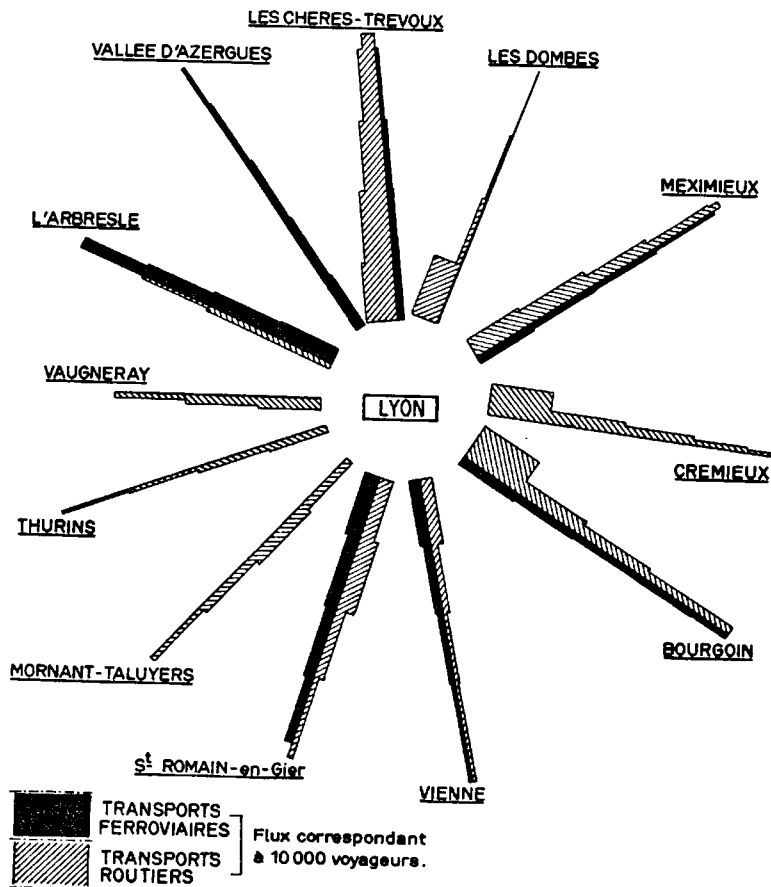 LES CHERES-TREVOUX
VALLEE D'AZERGUES
LES DOMBES
MEXIMIEUX
L'ARBRESLE
VAUGNERAY
LYON
CREMIEUX
THURINS
BOURGOIN
MORNANT-TALUYERS
St ROMAIN-en-Gier
VIENNE
TRANSPORTS
FERROVIAIRES
Flux correspondant
à 10 000 voyageurs.
TRANSPORTS
ROUTIERS